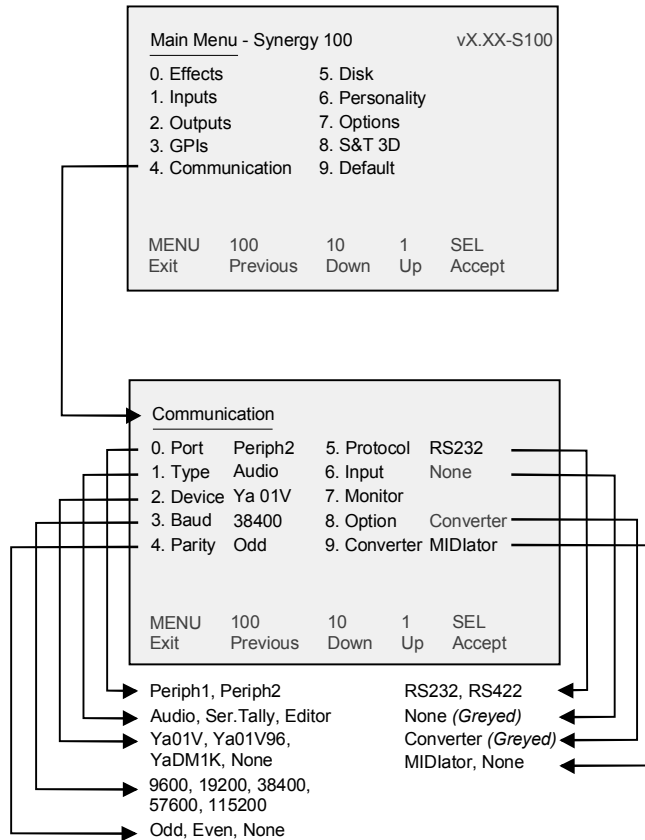 Main Menu - Synergy 100 vX.XX-S100
0. Effects 5. Disk
1. Inputs 6. Personality
2. Outputs 7. Options
3. GPIs 8. S&T 3D
4. Communication 9. Default
MENU 100 10 1 SEL
Exit Previous Down Up Accept
Communication
0. Port Periph2 5. Protocol RS232
1. Type Audio 6. Input None
2. Device Ya 01V 7. Monitor
3. Baud 38400 8. Option Converter
4. Parity Odd 9. Converter MIDIator
MENU 100 10 1 SEL
Exit Previous Down Up Accept
Periph1, Periph2 RS232, RS422
Audio, Ser.Tally, Editor None (Greyed)
Ya01V, Ya01V96, Converter (Greyed)
YaDM1K, None MIDIator, None
9600, 19200, 38400,
57600, 115200
Odd, Even, None